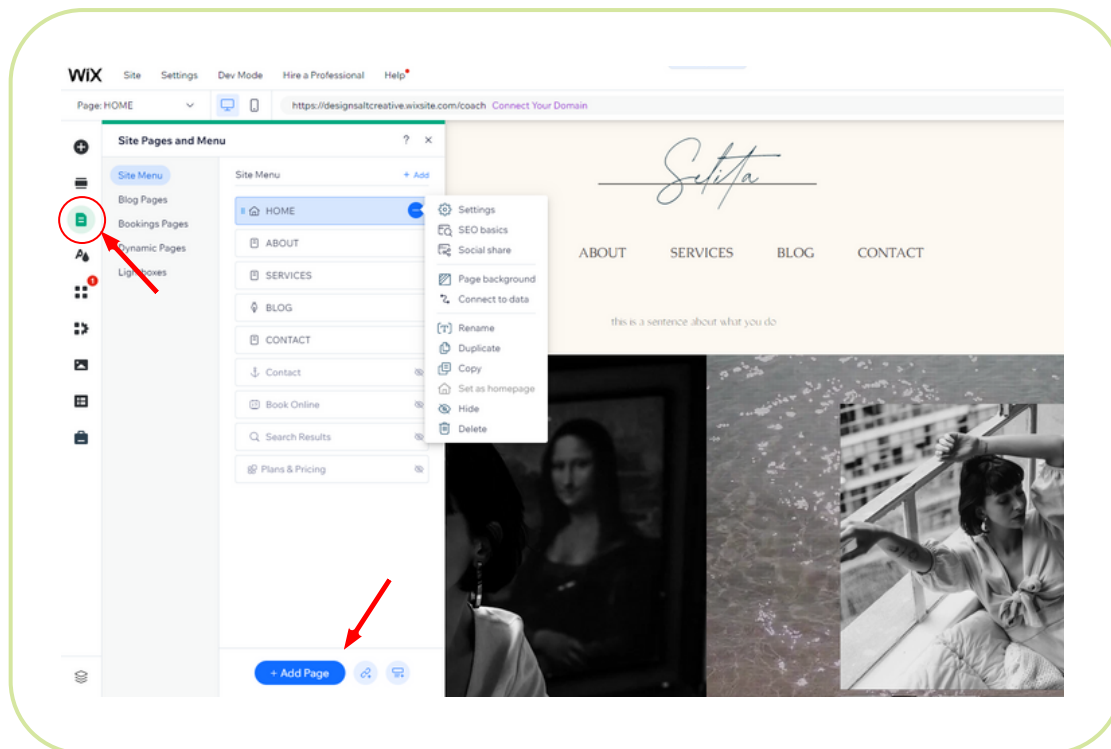 WiX Site Settings Dev Mode Hire a Professional Help
Page: HOME https://designsaltcreative.wixsite.com/coach Connect Your Domain
Site Pages and Menu ? ×
Site Menu
Blog Pages
Bookings Pages
Dynamic Pages
Lightboxes
1
Site Menu + Add
HOME
ABOUT
SERVICES
BLOG
CONTACT
Contact
Book Online
Search Results
Plans & Pricing
+ Add Page
Settings
SEO basics
Social share
Page background
Connect to data
[T] Rename
Duplicate
Copy
Set as homepage
Hide
Delete
Selita
ABOUT SERVICES BLOG CONTACT
this is a sentence about what you do